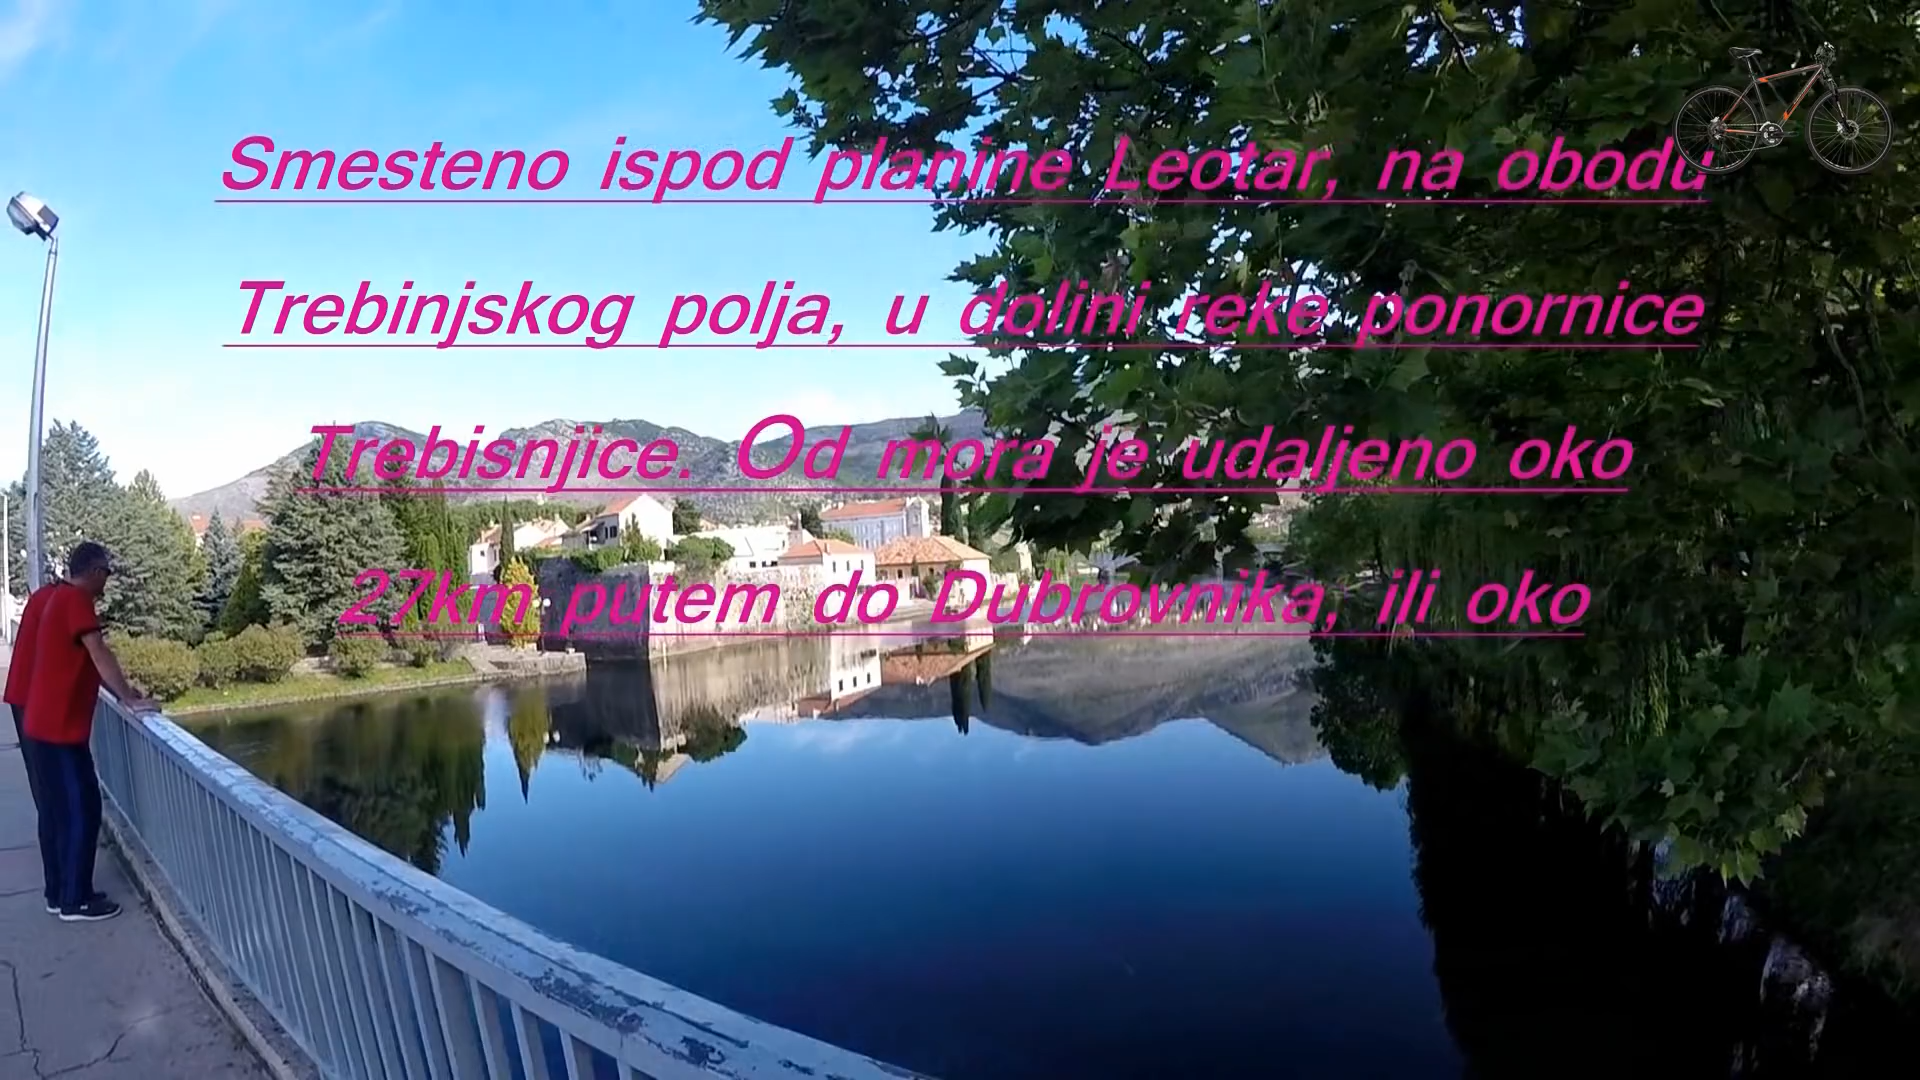 Smesteno ispod planine Leotar, na obodu
Trebinjskog polja, u dolini reke ponornice
Trebisnjice. Od mora je udaljeno oko
27km putem do Dubrovnika, ili oko